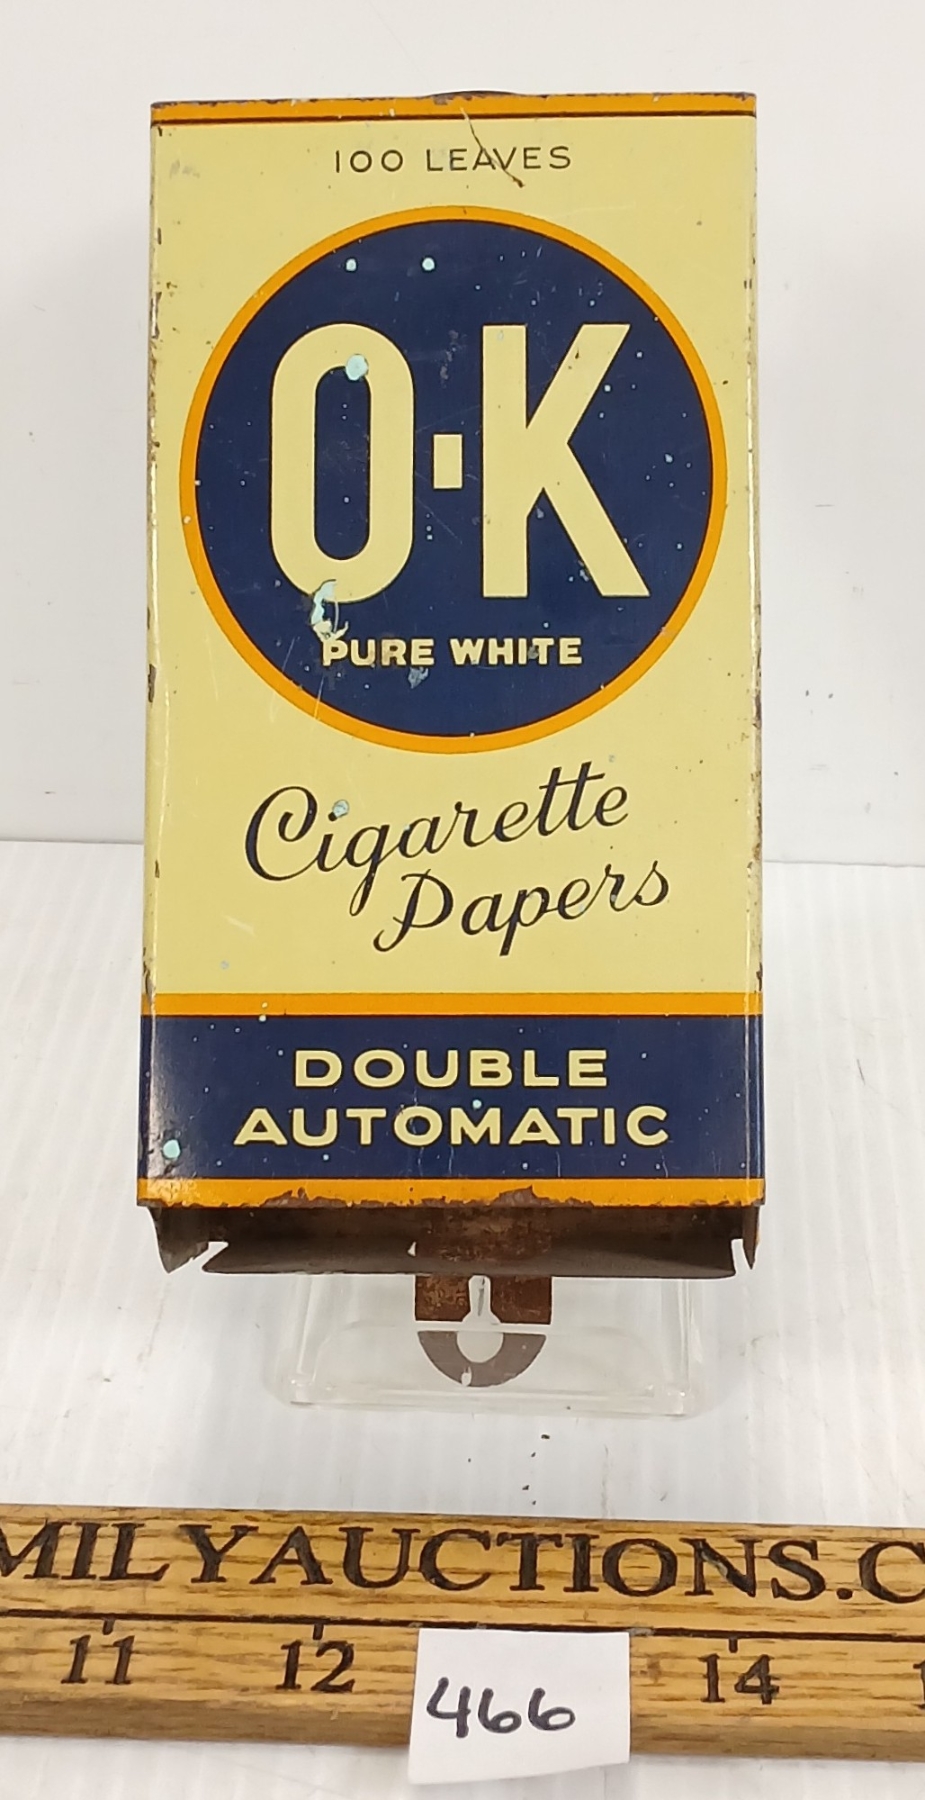 100 LEAVES
O-K
PURE WHITE
Cigarette
Papers
DOUBLE
AUTOMATIC
MILYAUCTIONS.C
11 12 14
466